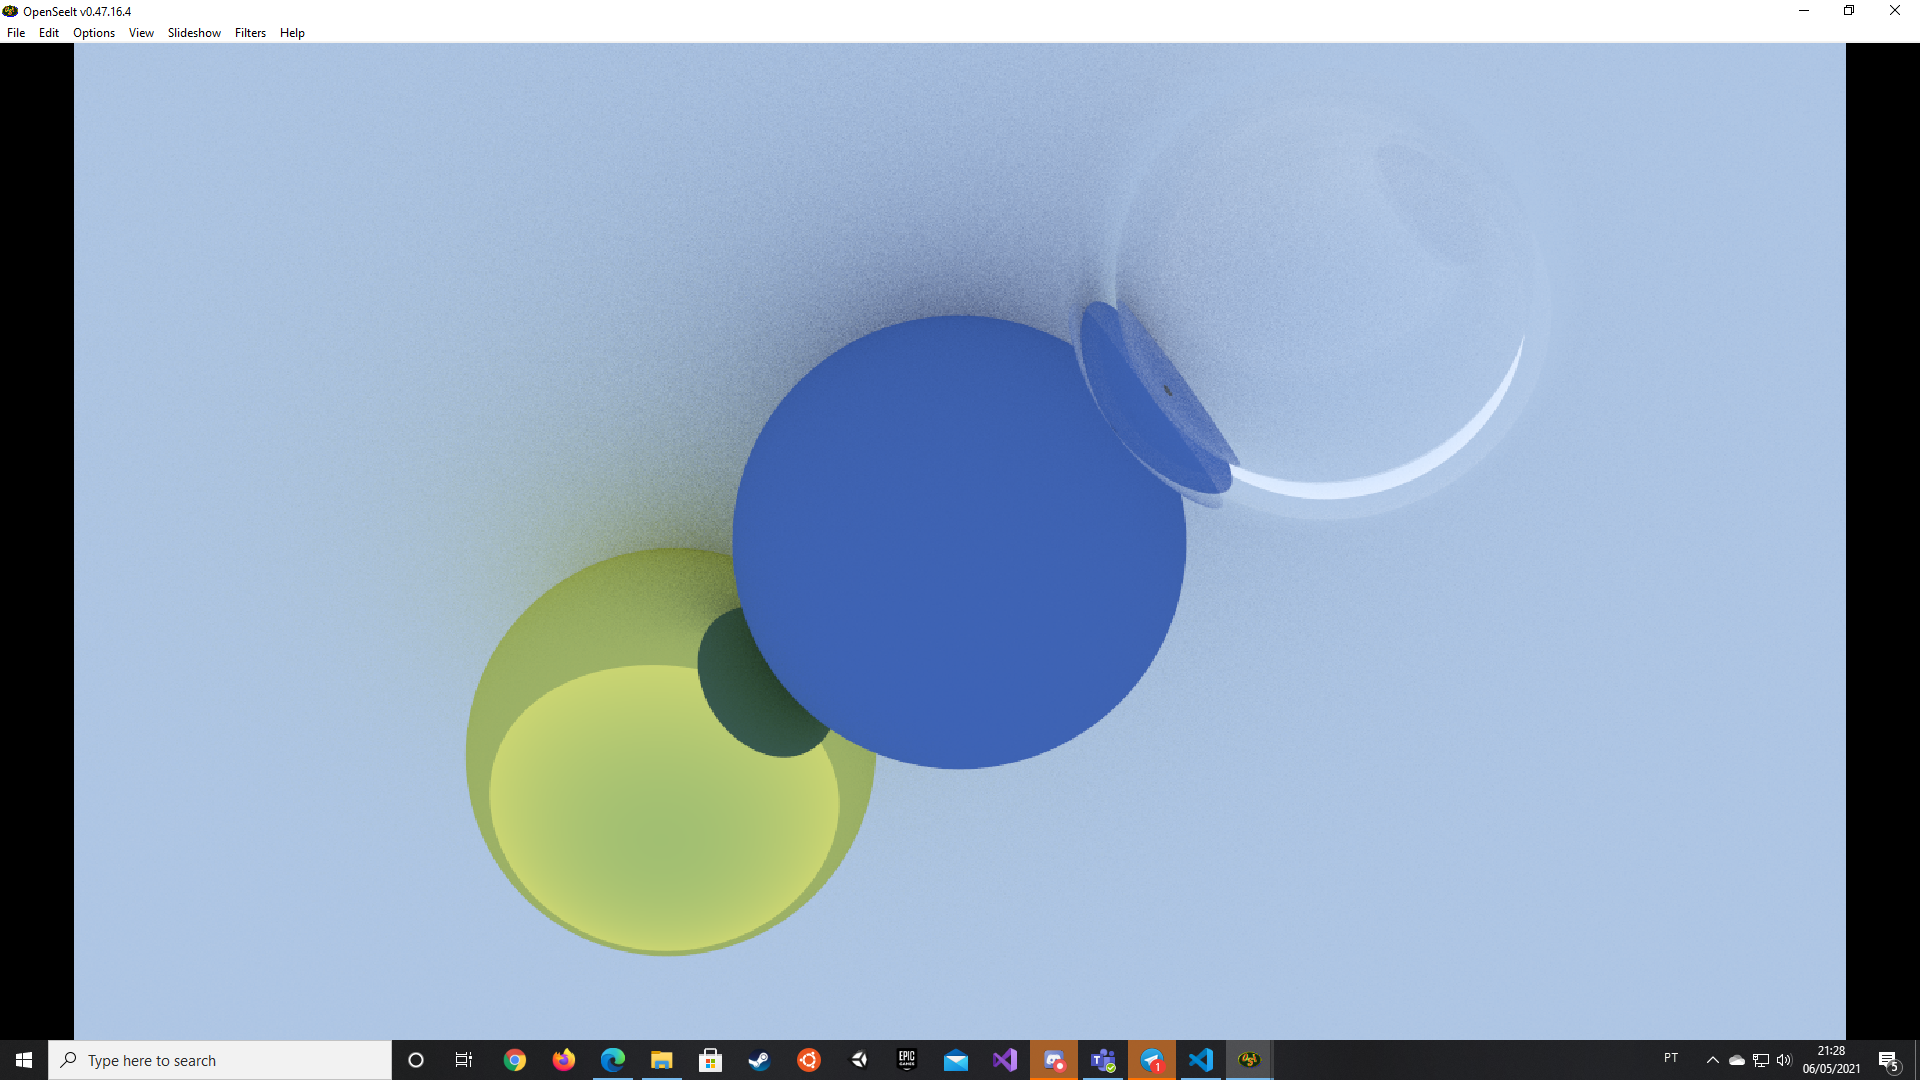 OpenSeeIt v0.47.16.4
File Edit Options View Slideshow Filters Help
Type here to search
EPIC GAMES
T
1
PT
21:28
06/05/2021
5